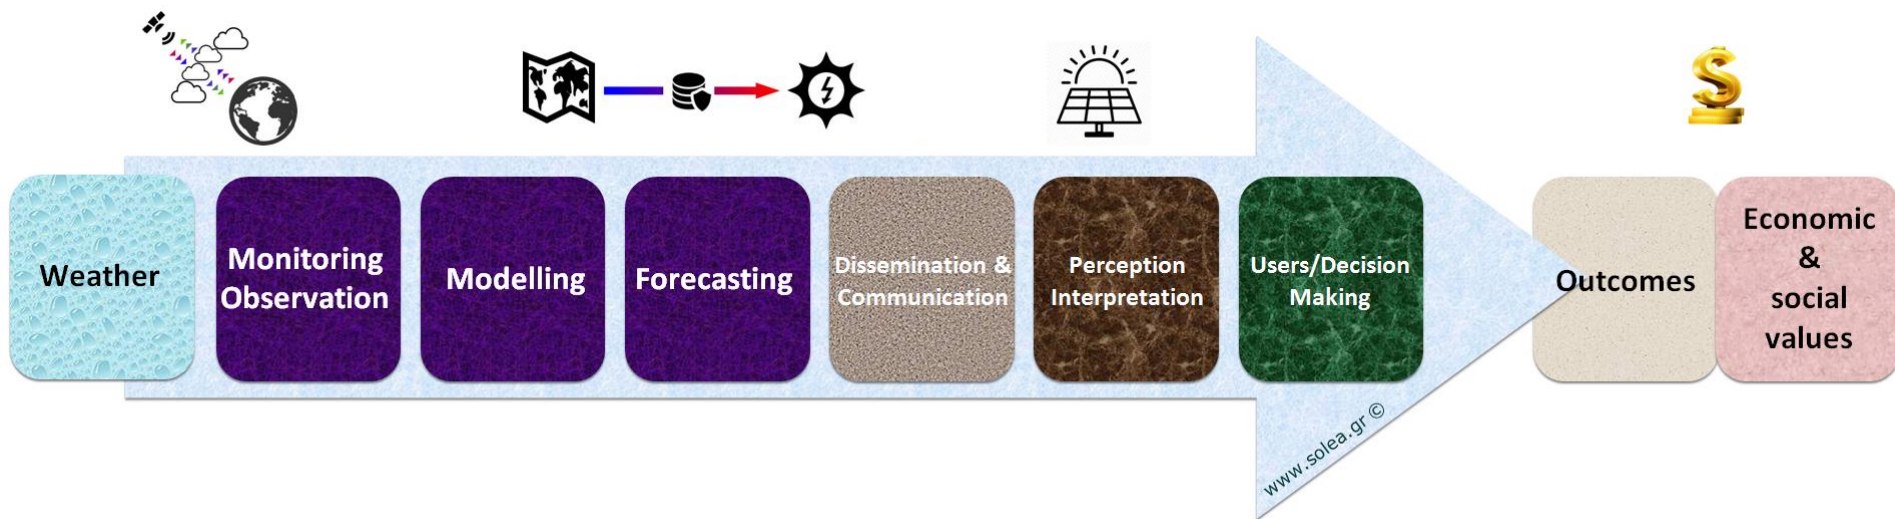 Weather
Monitoring
Observation
Modelling
Forecasting
Dissemination &
Communication
Perception
Interpretation
Users/Decision
Making
Outcomes
Economic
&
social
values
www.solea.gr ©